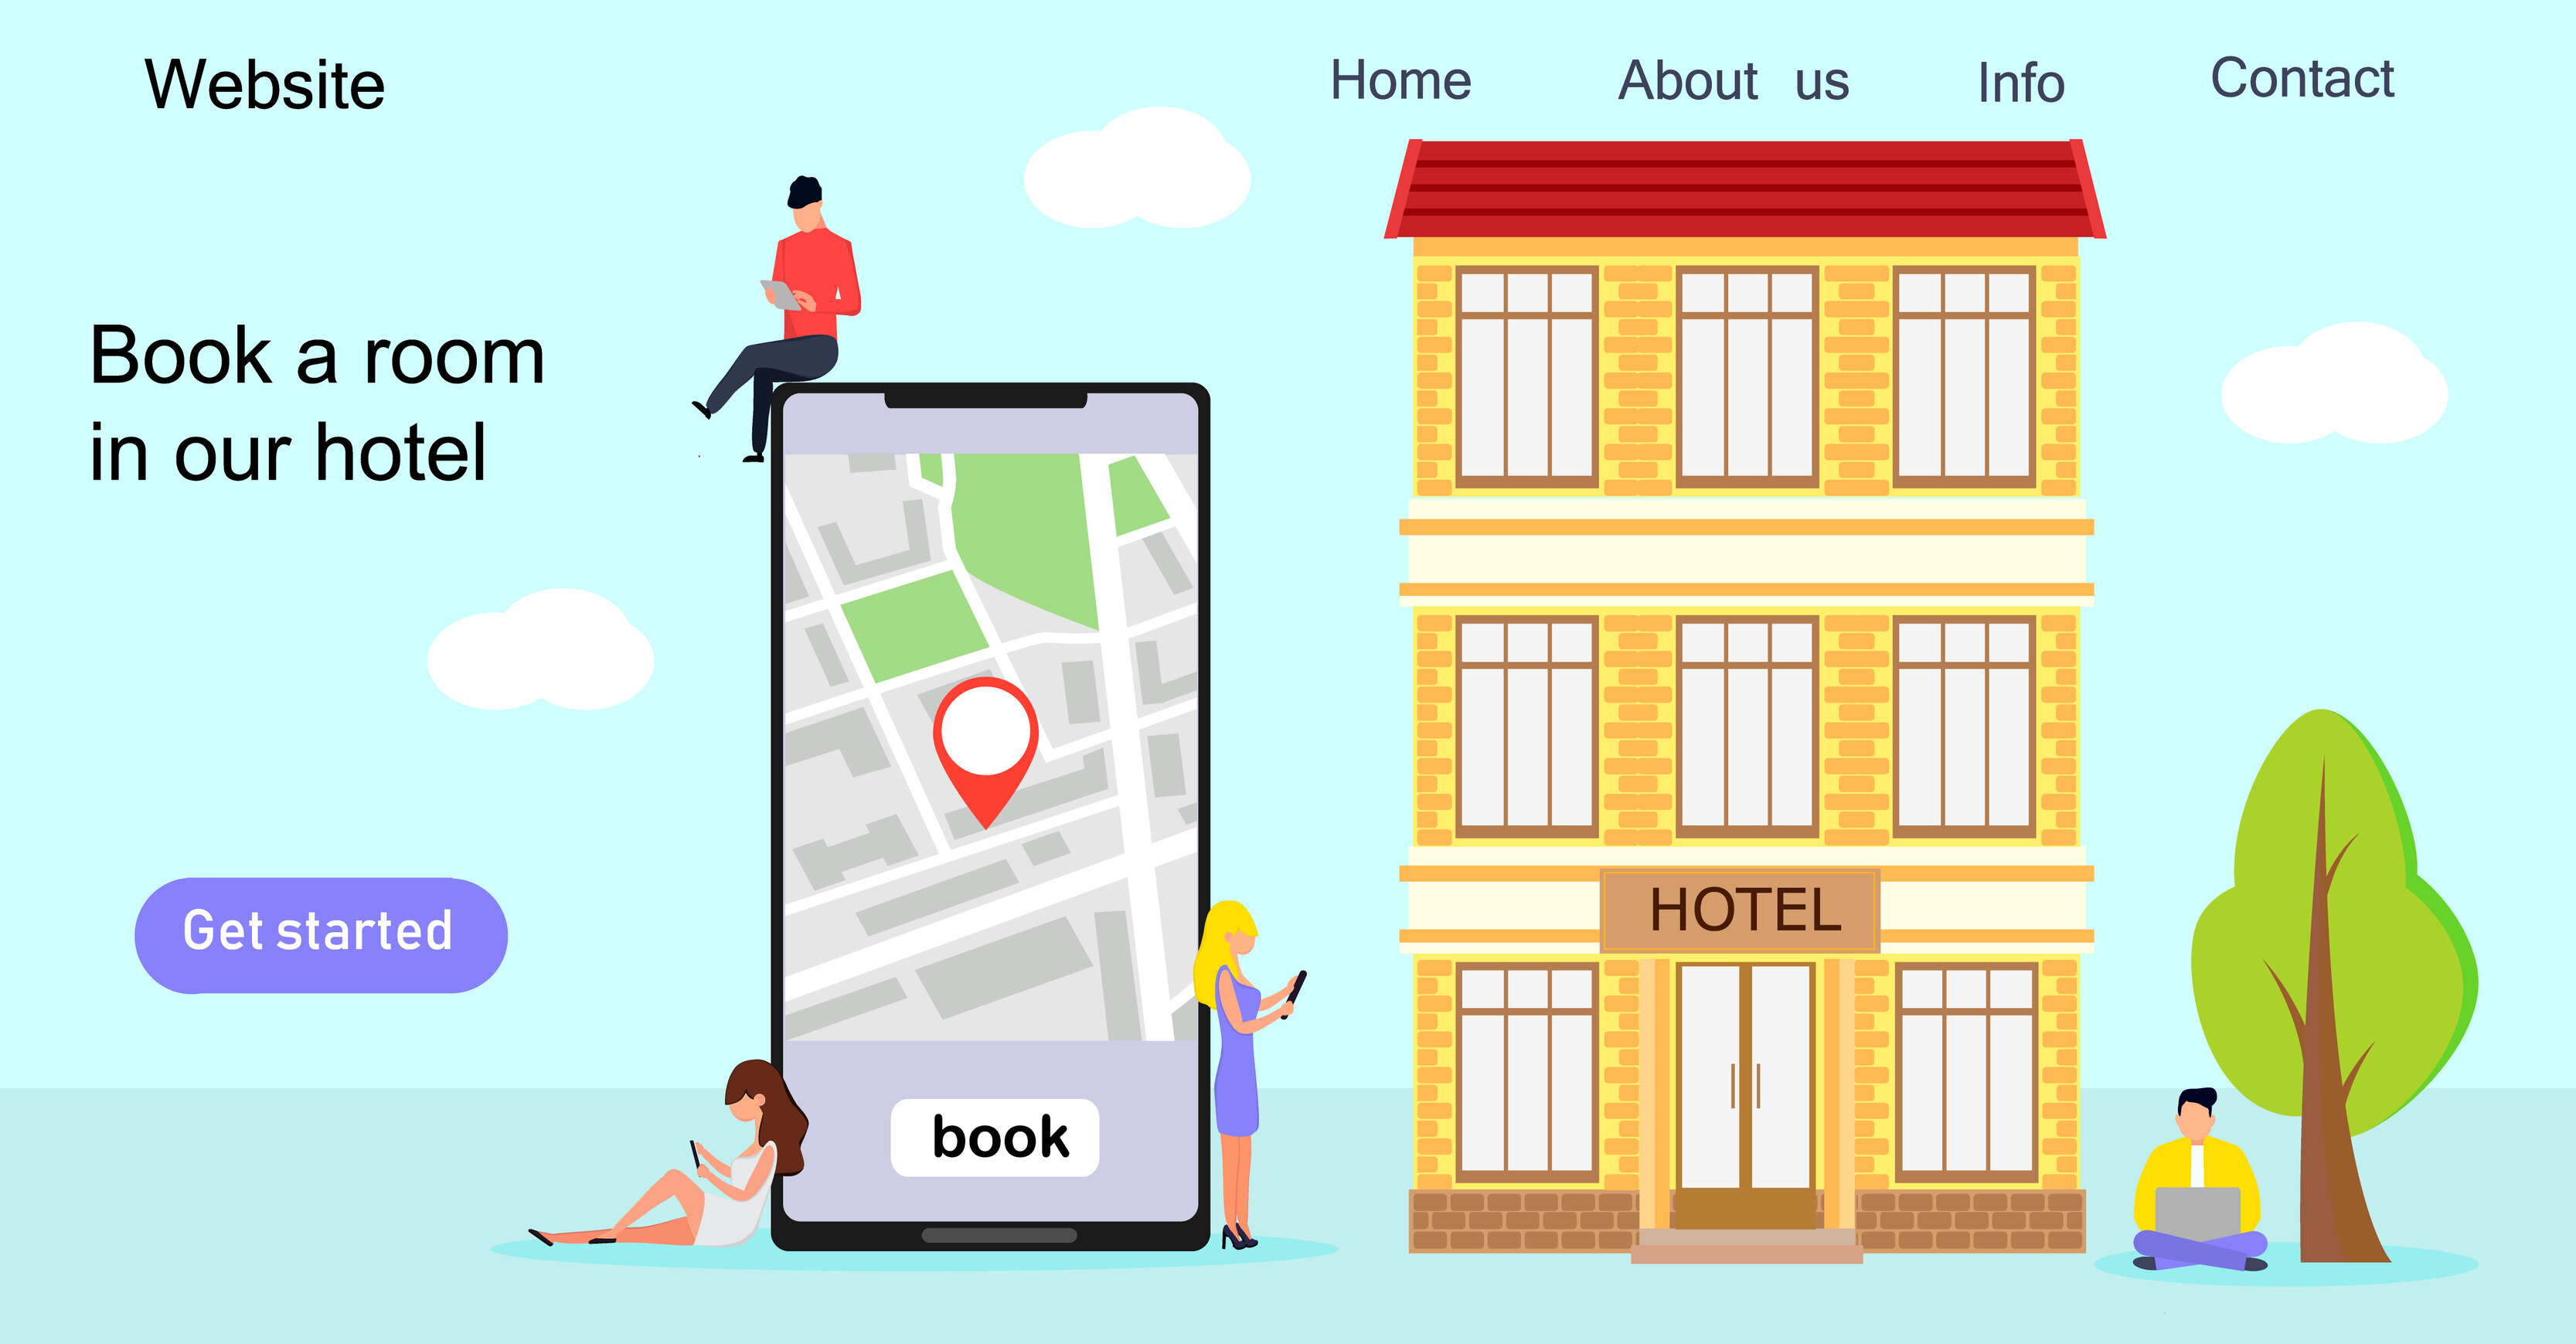 Website
Home
About us
Info
Contact
Book a room
in our hotel
Get started
book
HOTEL